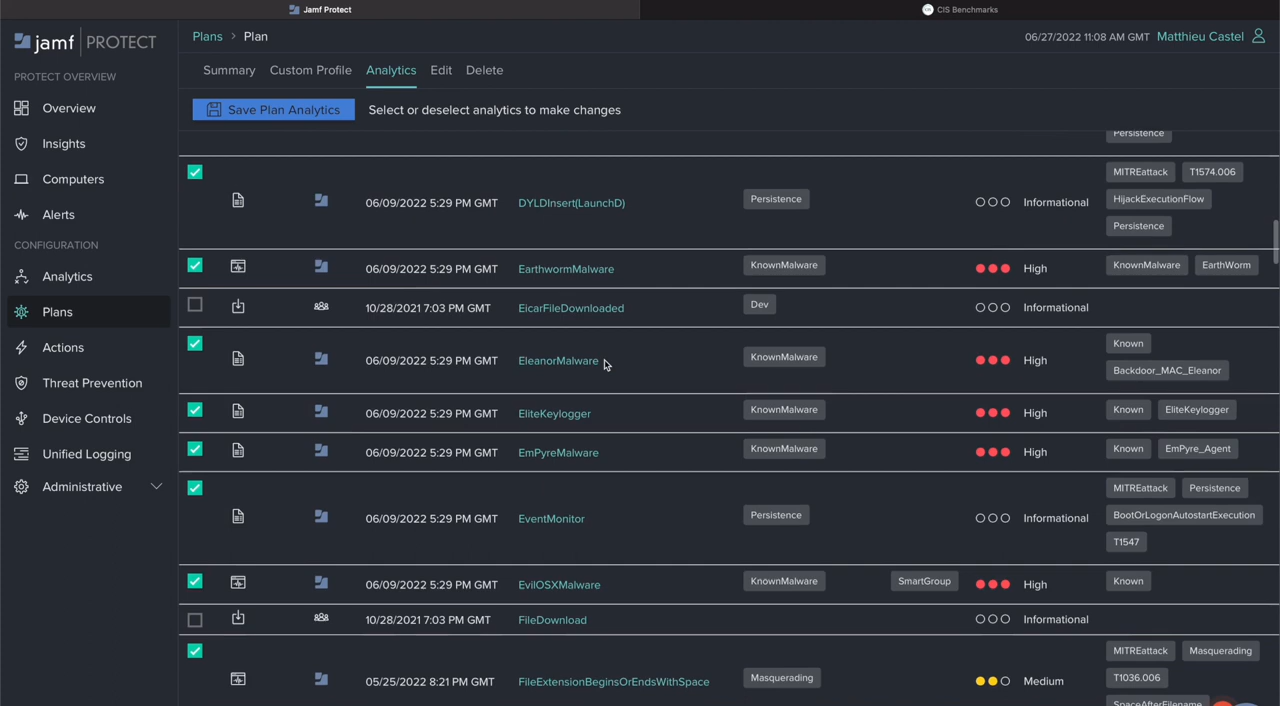 Jamf Protect
CIS CIS Benchmarks
jamf PROTECT
Plans > Plan
06/27/2022 11:08 AM GMT Matthieu Castel
PROTECT OVERVIEW
Overview
Insights
Computers
Alerts
CONFIGURATION
Analytics
Plans
Actions
Threat Prevention
Device Controls
Unified Logging
Administrative
Summary Custom Profile Analytics Edit Delete
Save Plan Analytics Select or deselect analytics to make changes
Persistence
MITREattack T1574.006
06/09/2022 5:29 PM GMT DYLDInsert(LaunchD) Persistence Informational HijackExecutionFlow
Persistence
06/09/2022 5:29 PM GMT EarthwormMalware KnownMalware High KnownMalware EarthWorm
10/28/2021 7:03 PM GMT EicarFileDownloaded Dev Informational
06/09/2022 5:29 PM GMT EleanorMalware KnownMalware High Known
Backdoor_MAC_Eleanor
06/09/2022 5:29 PM GMT EliteKeylogger KnownMalware High Known EliteKeylogger
06/09/2022 5:29 PM GMT EmPyreMalware KnownMalware High Known EmPyre_Agent
MITREattack Persistence
06/09/2022 5:29 PM GMT EventMonitor Persistence Informational BootOrLogonAutostartExecution
T1547
06/09/2022 5:29 PM GMT EvilOSXMalware KnownMalware SmartGroup High Known
10/28/2021 7:03 PM GMT FileDownload Informational
MITREattack Masquerading
05/25/2022 8:21 PM GMT FileExtensionBeginsOrEndsWithSpace Masquerading Medium T1036.006
SpaceAfterFilename